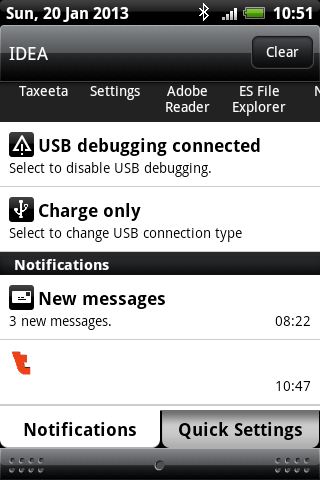 Sun, 20 Jan 2013 10:51
IDEA Clear
Taxeeta Settings Adobe Reader ES File Explorer N
USB debugging connected
Select to disable USB debugging.
Charge only
Select to change USB connection type
Notifications
New messages
3 new messages. 08:22
t
10:47
Notifications Quick Settings